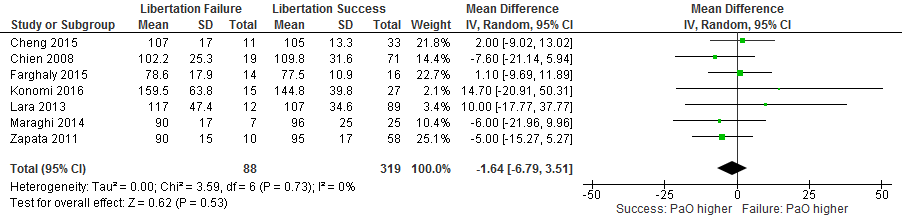 Libertation Failure Libertation Success Mean Difference Mean Difference
Study or Subgroup Mean SD Total Mean SD Total Weight IV, Random, 95% CI IV, Random, 95% CI
Cheng 2015 107 17 11 105 13.3 33 21.8% 2.00 [-9.02, 13.02]
Chien 2008 102.2 25.3 19 109.8 31.6 71 14.4% -7.60 [-21.14, 5.94]
Farghaly 2015 78.6 17.9 14 77.5 10.9 16 22.8% 1.10 [-9.69, 11.89]
Konomi 2016 159.5 63.8 15 144.8 39.8 27 2.1% 14.70 [-20.91, 50.31]
Lara 2013 117 47.4 12 107 34.6 89 3.4% 10.00 [-17.77, 37.77]
Maraghi 2014 90 17 7 96 25 25 10.4% -6.00 [-21.96, 9.96]
Zapata 2011 90 15 10 95 17 58 25.1% -5.00 [-15.27, 5.27]
Total (95% CI) 88 319 100.0% -1.64 [-6.79, 3.51]
Heterogeneity: Tau² = 0.00; Chi² = 3.59, df = 6 (P = 0.73); I² = 0%
Test for overall effect: Z = 0.62 (P = 0.53)
-50 -25 0 25 50
Success: PaO higher Failure: PaO higher